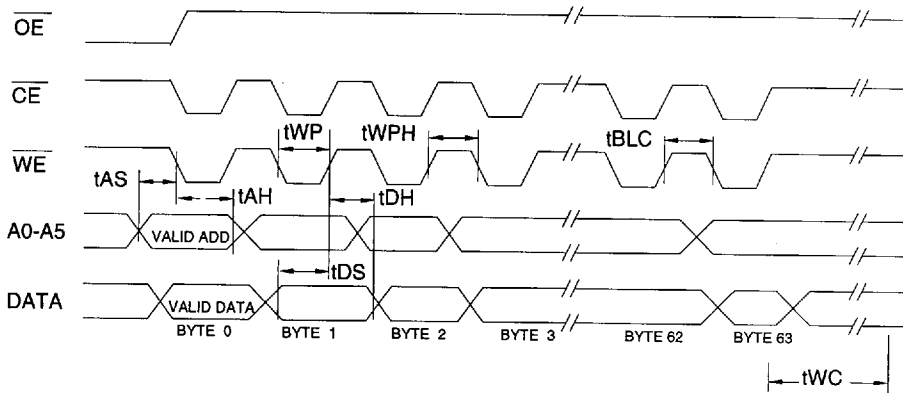 OE
CE
tWP
tWPH
tBLC
WE
tAS
tAH
tDH
A0-A5
VALID ADD
tDS
DATA
VALID DATA
BYTE 0
BYTE 1
BYTE 2
BYTE 3
BYTE 62
BYTE 63
tWC